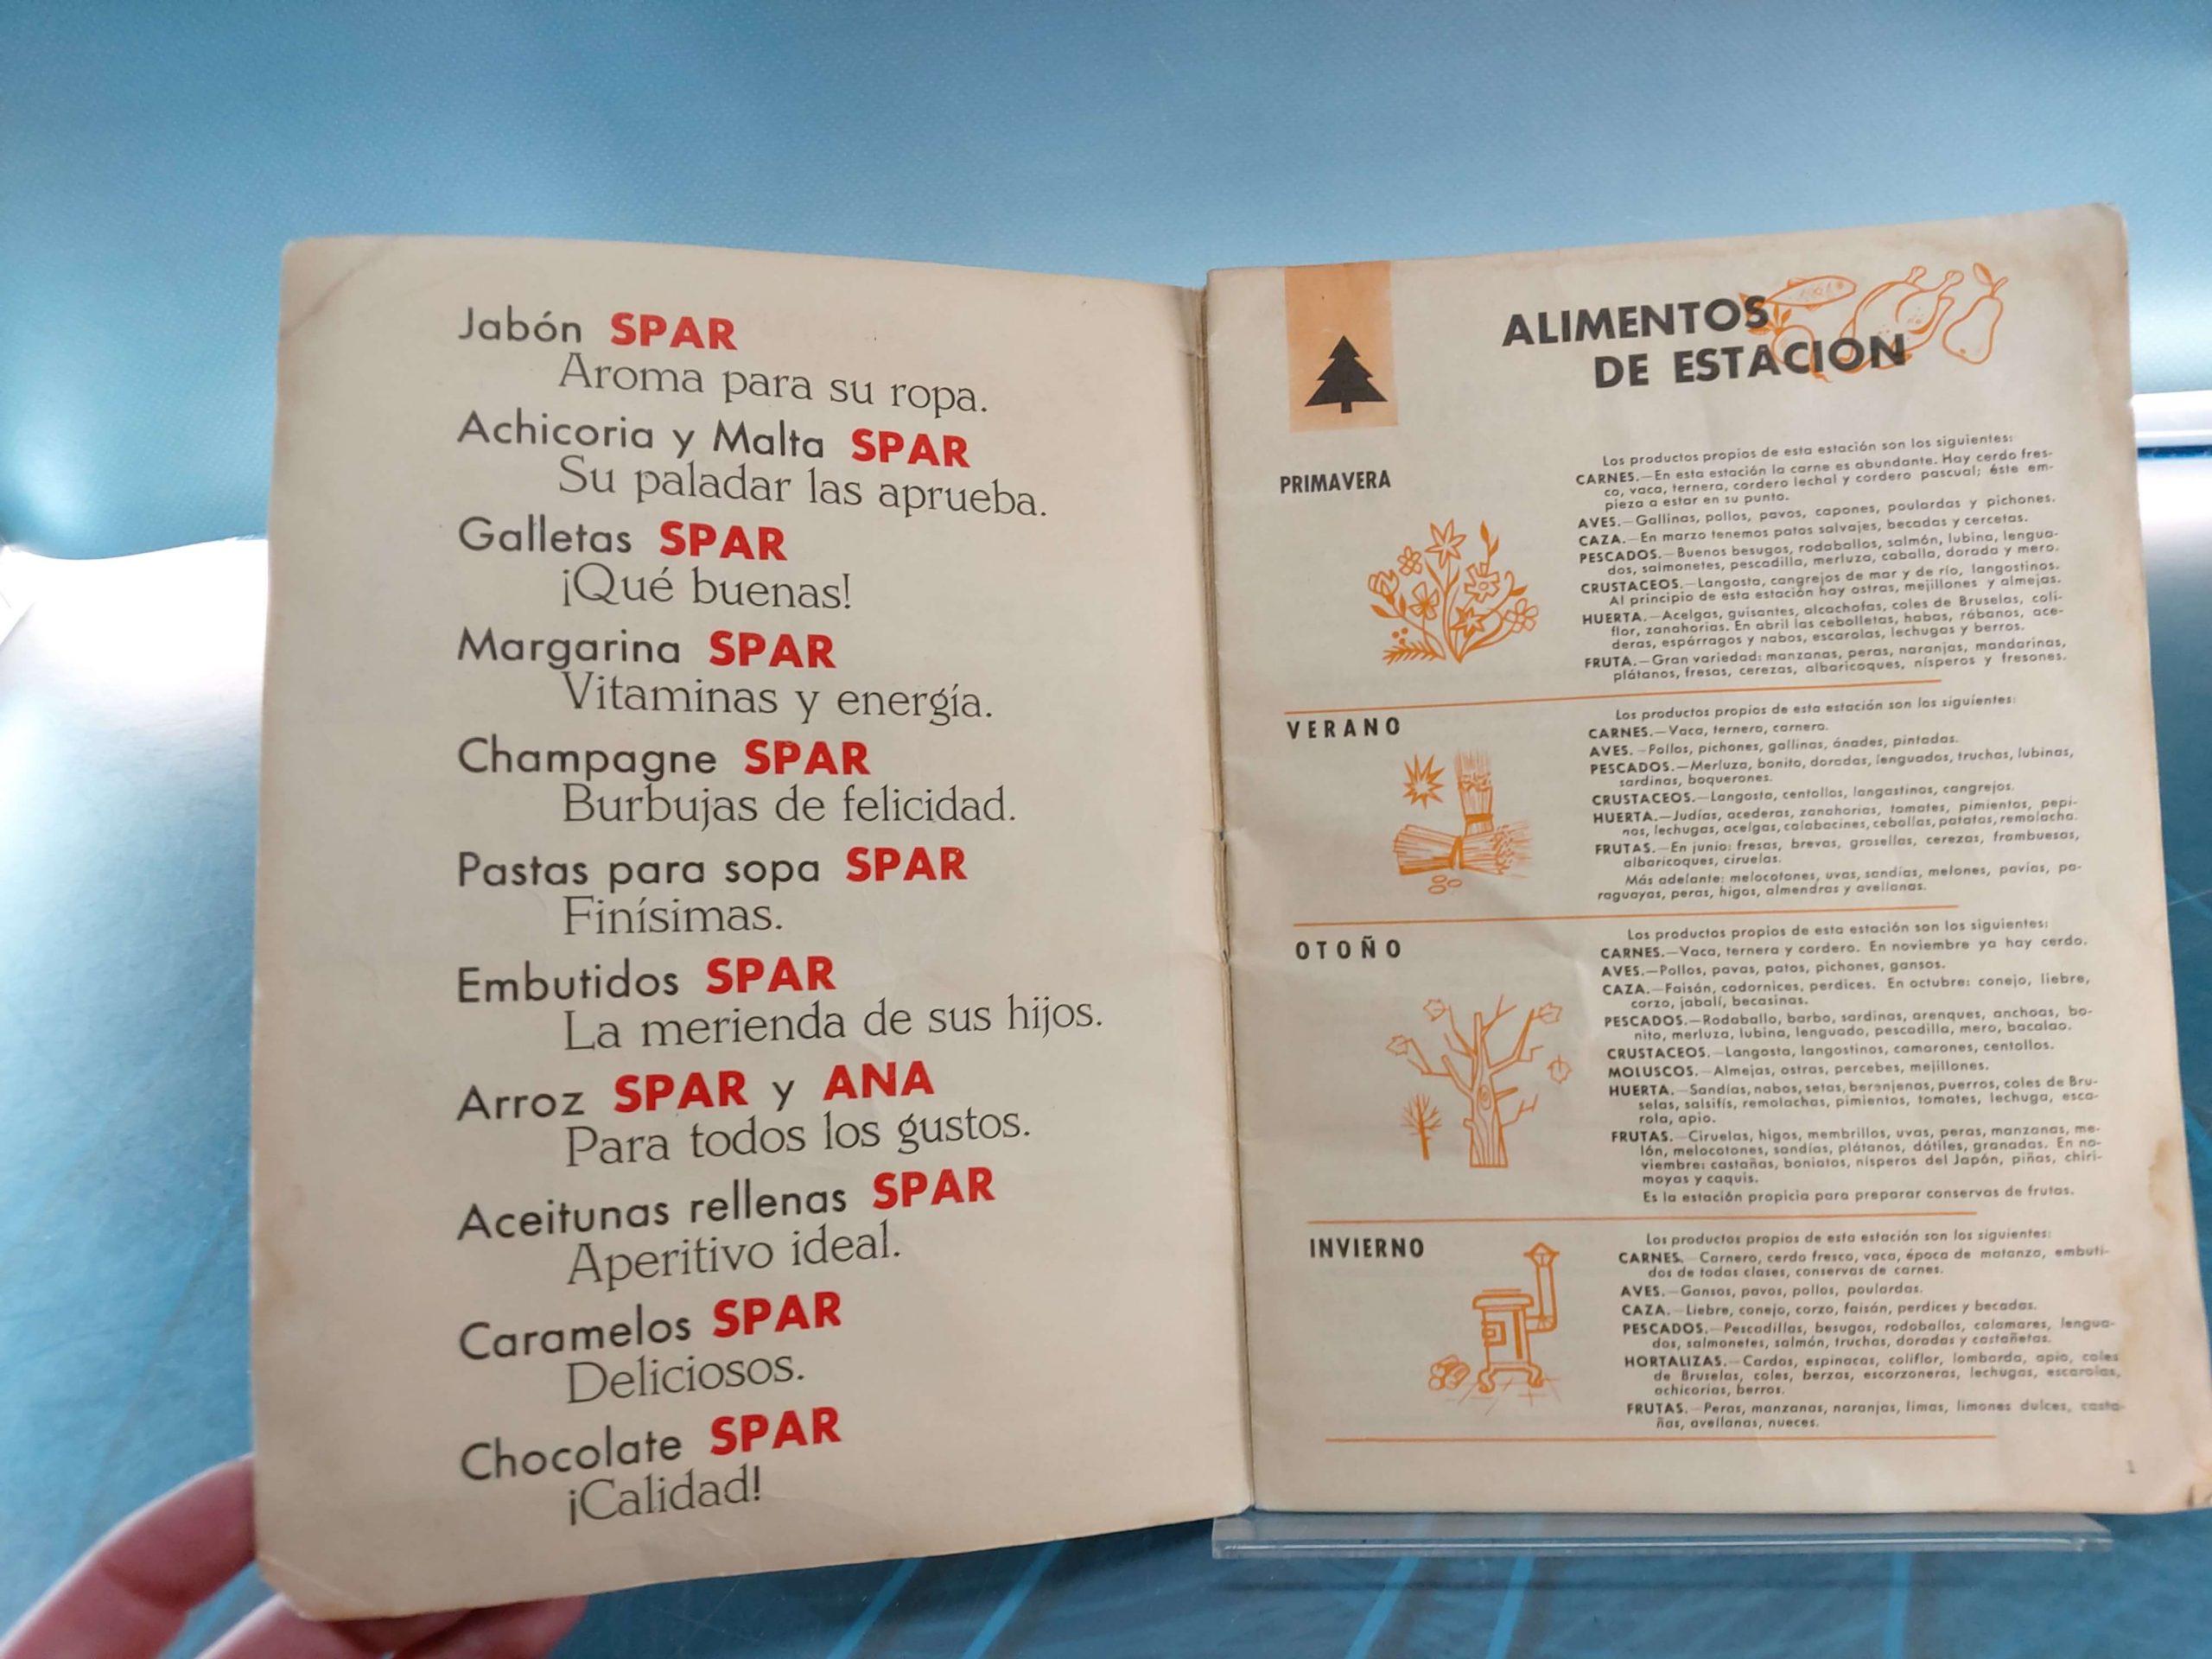 Jabón SPAR
Aroma para su ropa.
Achicoria y Malta SPAR
Su paladar las aprueba.
Galletas SPAR
¡Qué buenas!
Margarina SPAR
Vitaminas y energía.
Champagne SPAR
Burbujas de felicidad.
Pastas para sopa SPAR
Finísimas.
Embutidos SPAR
La merienda de sus hijos.
Arroz SPAR y ANA
Para todos los gustos.
Aceitunas rellenas SPAR
Aperitivo ideal.
Caramelos SPAR
Deliciosos.
Chocolate SPAR
¡Calidad!
ALIMENTOS
DE ESTACION
PRIMAVERA
Los productos propios de esta estación son los siguientes:
CARNES.—En esta estación la carne es abundante. Hay cerdo fres-
co, vaca, ternera, cordero lechal y cordero pascual; éste em-
pieza a estar en su punto.
AVES.—Gallinas, pollos, pavos, capones, poulardas y pichones.
CAZA.—En marzo tenemos patos salvajes, becadas y cercetas.
PESCADOS.—Buenos besugos, rodaballos, salmón, lubina, lengua-
dos, salmonetes, pescadilla, merluza, caballa, dorada y mero.
CRUSTACEOS.—Langosta, cangrejos de mar y de río, langostinos.
Al principio de esta estación hay ostras, mejillones y almejas.
HUERTA.—Acelgas, guisantes, alcachofas, coles de Bruselas, coli-
flor, zanahorias. En abril las cebolletas, habas, rábanos, ace-
deras, espárragos y nabos, escarolas, lechugas y berros.
FRUTA.—Gran variedad: manzanas, peras, naranjas, mandarinas,
plátanos, fresas, cerezas, albaricoques, nísperos y fresones.
VERANO
Los productos propios de esta estación son los siguientes:
CARNES.—Vaca, ternera, carnero.
AVES.—Pollos, pichones, gallinas, ánades, pintadas.
PESCADOS.—Merluza, bonito, doradas, lenguados, truchas, lubinas,
sardinas, boquerones.
CRUSTACEOS.—Langosta, centollos, langostinos, cangrejos.
HUERTA.—Judías, acederas, zanahorias, tomates, pimientos, pepi-
nos, lechugas, acelgas, calabacines, cebollas, patatas, remolacha.
FRUTAS.—En junio: fresas, brevas, grosellas, cerezas, frambuesas,
albaricoques, ciruelas.
Más adelante: melocotones, uvas, sandías, melones, pavías, pa-
raguayas, peras, higos, almendras y avellanas.
OTOÑO
Los productos propios de esta estación son los siguientes:
CARNES.—Vaca, ternera y cordero. En noviembre ya hay cerdo.
AVES.—Pollos, pavas, patos, pichones, gansos.
CAZA.—Faisán, codornices, perdices. En octubre: conejo, liebre,
corzo, jabalí, becasinas.
PESCADOS.—Rodaballo, barbo, sardinas, arenques, anchoas, bo-
nito, merluza, lubina, lenguado, pescadilla, mero, bacalao.
CRUSTACEOS.—Langosta, langostinos, camarones, centollos.
MOLUSCOS.—Almejas, ostras, percebes, mejillones.
HUERTA.—Sandías, nabos, setas, berenjenas, puerros, coles de Bru-
selas, salsifís, remolachas, pimientos, tomates, lechuga, esca-
rola, apio.
FRUTAS.—Ciruelas, higos, membrillos, uvas, peras, manzanas, me-
lón, melocotones, sandías, plátanos, dátiles, granadas. En no-
viembre: castañas, boniatos, nísperos del Japón, piñas, chiri-
moyas y caquis.
Es la estación propicia para preparar conservas de frutas.
INVIERNO
Los productos propios de esta estación son los siguientes:
CARNES.—Carnero, cerdo fresco, vaca, época de matanza, embuti-
dos de todas clases, conservas de carnes.
AVES.—Gansos, pavos, pollos, poulardas.
CAZA.—Liebre, conejo, corzo, faisán, perdices y becadas.
PESCADOS.—Pescadillas, besugos, rodaballos, calamares, lengua-
dos, salmonetes, salmón, truchas, doradas y castañetas.
HORTALIZAS.—Cardos, espinacas, coliflor, lombarda, apio, coles
de Bruselas, coles, berzas, escorzoneras, lechugas, escarolas,
achicorias, berros.
FRUTAS.—Peras, manzanas, naranjas, limas, limones dulces, casta-
ñas, avellanas, nueces.
1